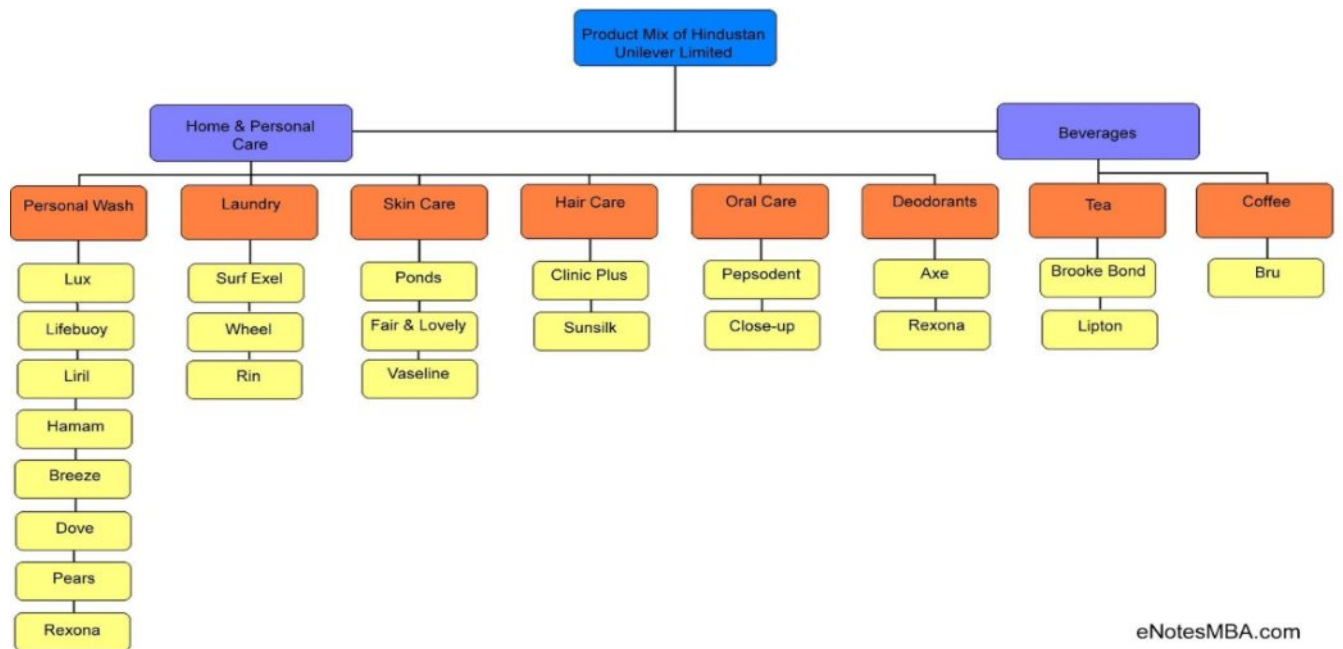 Product Mix of Hindustan
Unilever Limited
Home & Personal
Care
Beverages
Personal Wash
Laundry
Skin Care
Hair Care
Oral Care
Deodorants
Tea
Coffee
Lux
Surf Exel
Ponds
Clinic Plus
Pepsodent
Axe
Brooke Bond
Bru
Lifebuoy
Wheel
Fair & Lovely
Sunsilk
Close-up
Rexona
Lipton
Liril
Rin
Vaseline
Hamam
Breeze
Dove
Pears
Rexona
eNotesMBA.com